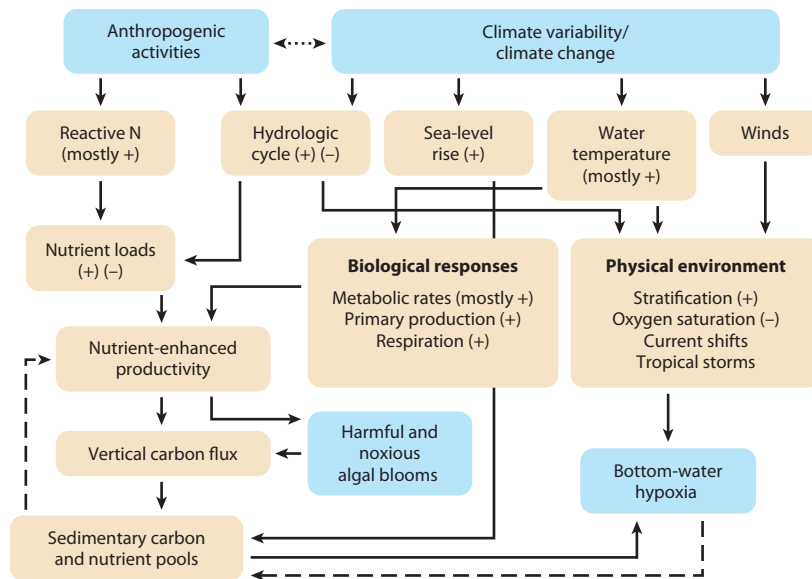 Anthropogenic
activities
Climate variability/
climate change
Reactive N
(mostly +)
Hydrologic
cycle (+) (–)
Sea-level
rise (+)
Water
temperature
(mostly +)
Winds
Nutrient loads
(+) (–)
Biological responses
Metabolic rates (mostly +)
Primary production (+)
Respiration (+)
Physical environment
Stratification (+)
Oxygen saturation (–)
Current shifts
Tropical storms
Nutrient-enhanced
productivity
Vertical carbon flux
Harmful and
noxious
algal blooms
Bottom-water
hypoxia
Sedimentary carbon
and nutrient pools